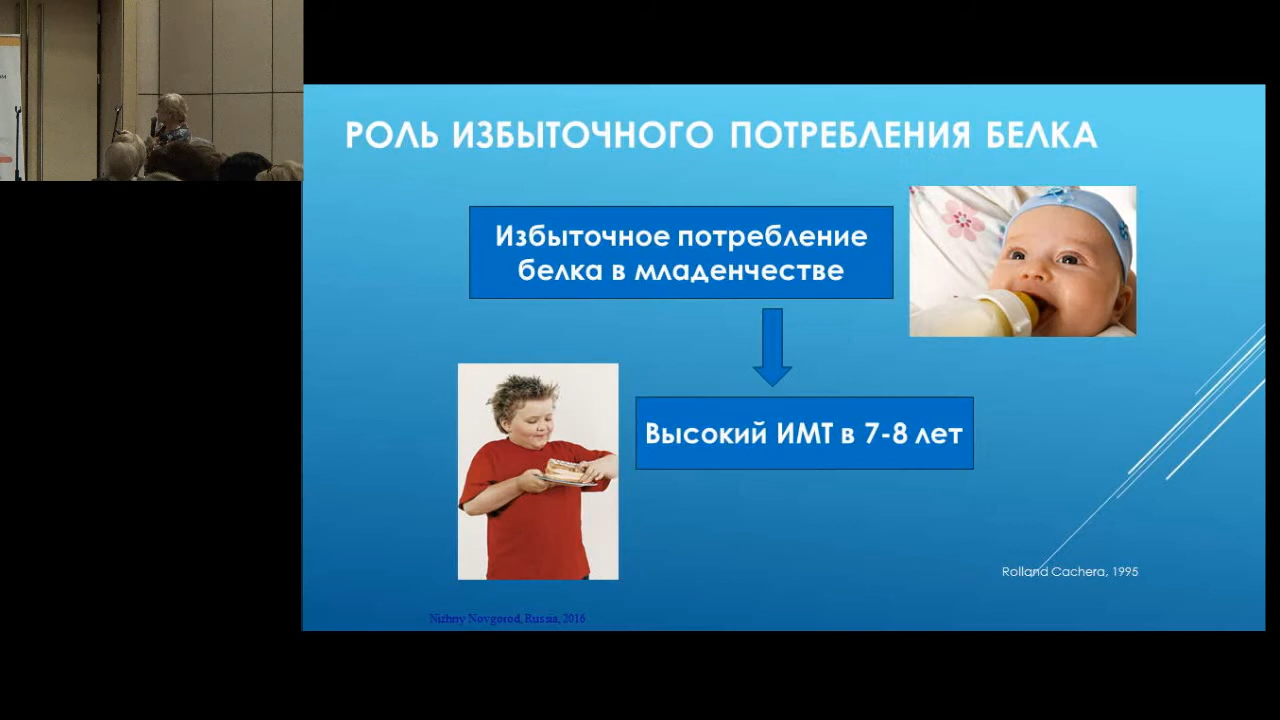 РОЛЬ ИЗБЫТОЧНОГО ПОТРЕБЛЕНИЯ БЕЛКА
Избыточное потребление
белка в младенчестве
Высокий ИМТ в 7-8 лет
Rolland Cachera, 1995
Nizhny Novgorod, Russia, 2016